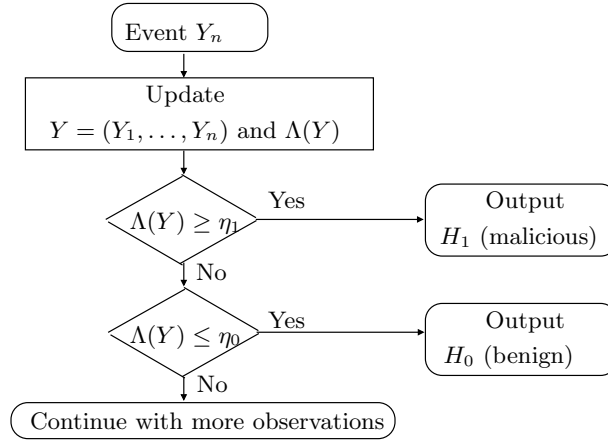 Event Yₙ
Update
Y = (Y₁, . . . , Yₙ) and Λ(Y)
Λ(Y) ≥ η₁
Yes
Output
H₁ (malicious)
No
Λ(Y) ≤ η₀
Yes
Output
H₀ (benign)
No
Continue with more observations